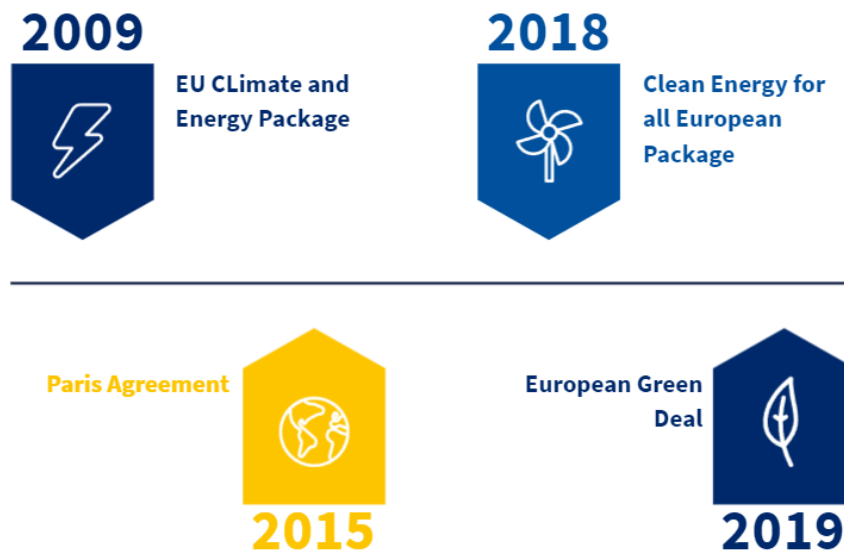 2009
EU CLimate and
Energy Package
2018
Clean Energy for
all European
Package
Paris Agreement
2015
European Green
Deal
2019